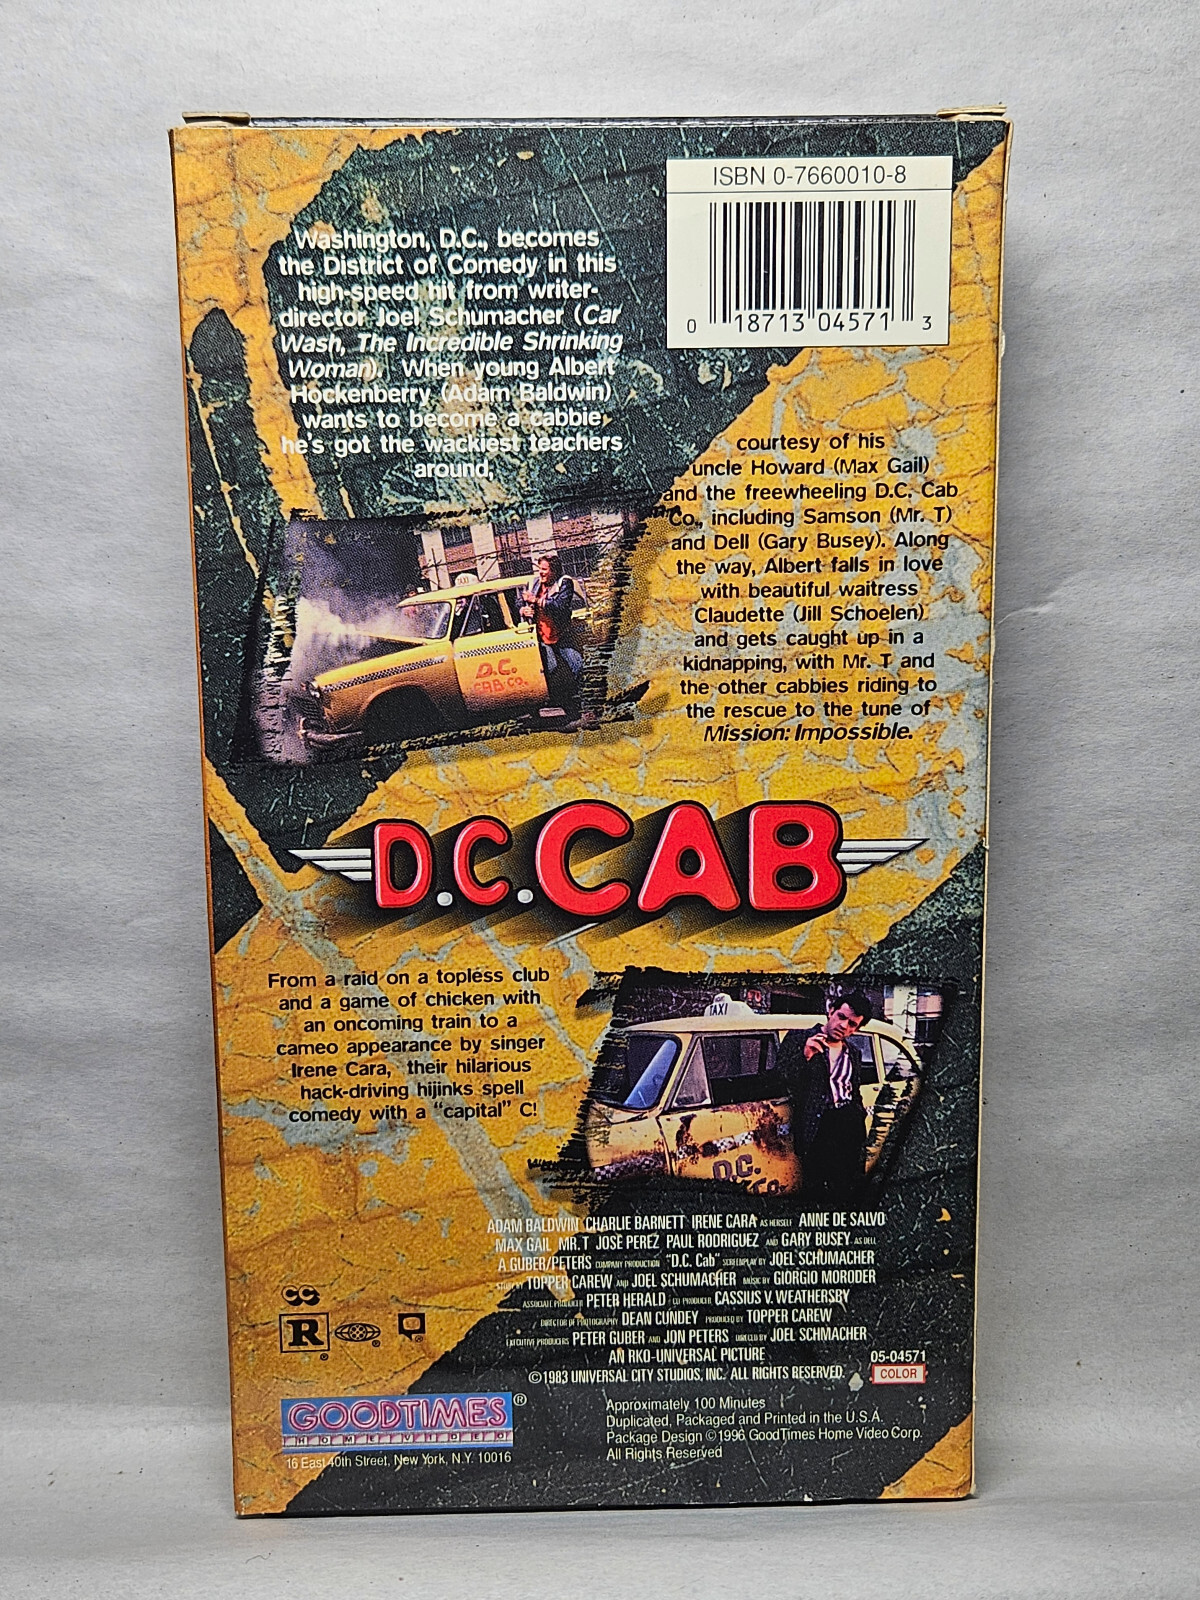 ISBN 0-7660010-8
0 18713 04571 3
Washington, D.C., becomes
the District of Comedy in this
high-speed hit from writer-
director Joel Schumacher (Car
Wash, The Incredible Shrinking
Woman). When young Albert
Hockenberry (Adam Baldwin)
wants to become a cabbie,
he's got the wackiest teachers
around,
courtesy of his
uncle Howard (Max Gail)
and the freewheeling D.C. Cab
Co., including Samson (Mr. T)
and Dell (Gary Busey). Along
the way, Albert falls in love
with beautiful waitress
Claudette (Jill Schoelen)
and gets caught up in a
kidnapping, with Mr. T and
the other cabbies riding to
the rescue to the tune of
Mission: Impossible.
TAXI
D.C.
CAB CO.
D.C. CAB
From a raid on a topless club
and a game of chicken with
an oncoming train to a
cameo appearance by singer
Irene Cara, their hilarious
hack-driving hijinks spell
comedy with a "capital" C!
TAXI
D.C.
ADAM BALDWIN CHARLIE BARNETT IRENE CARA AS HERSELF ANNE DE SALVO
MAX GAIL MR. T JOSE PEREZ PAUL RODRIGUEZ AND GARY BUSEY AS DELL
A GUBER/PETERS COMPANY PRODUCTION "D.C. Cab" SCREENPLAY BY JOEL SCHUMACHER
STORY BY TOPPER CAREW AND JOEL SCHUMACHER MUSIC BY GIORGIO MORODER
ASSOCIATE PRODUCER PETER HERALD CO-PRODUCER CASSIUS V. WEATHERSBY
DIRECTOR OF PHOTOGRAPHY DEAN CUNDEY PRODUCED BY TOPPER CAREW
EXECUTIVE PRODUCERS PETER GUBER AND JON PETERS DIRECTED BY JOEL SCHMACHER
AN RKO-UNIVERSAL PICTURE
©1983 UNIVERSAL CITY STUDIOS, INC. ALL RIGHTS RESERVED.
05-04571
COLOR
CC
R ®
®
Q ®
GOODTIMES ®
HOME VIDEO
16 East 40th Street, New York, N.Y. 10016
Approximately 100 Minutes
Duplicated, Packaged and Printed in the U.S.A.
Package Design ©1996 GoodTimes Home Video Corp.
All Rights Reserved